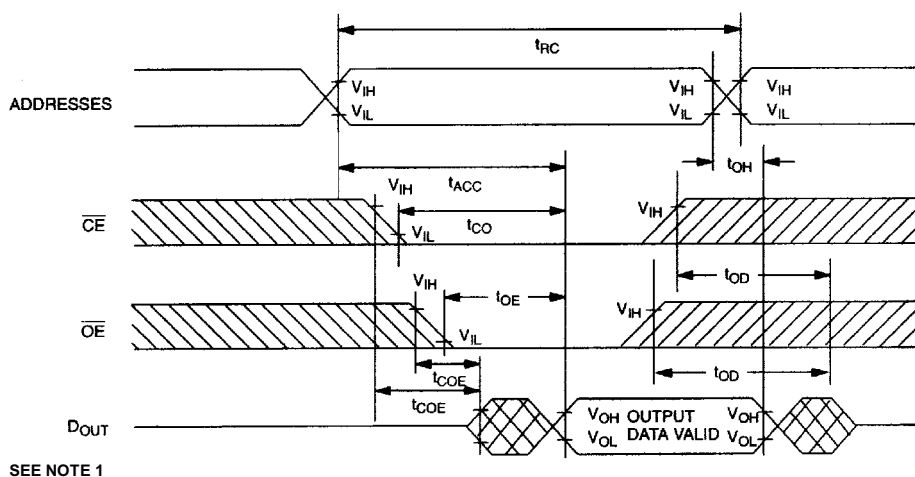 tRC
ADDRESSES
VIH
VIL
VIH
VIL
VIH
VIL
tOH
tACC
VIH
VIH
CE
tCO
VIL
tOD
VIH
VIH
tOE
OE
VIL
tCOE
tOD
tCOE
DOUT
VOH OUTPUT VOH
VOL DATA VALID VOL
SEE NOTE 1